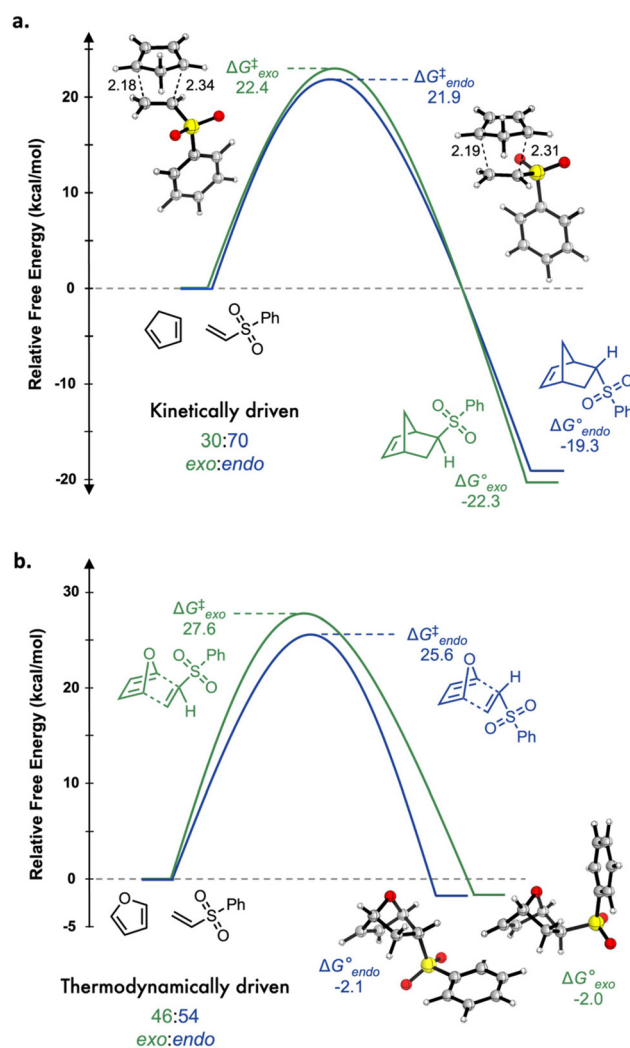 a.
Relative Free Energy (kcal/mol)
20
10
0
-10
-20
2.18
2.34
ΔG‡exo
22.4
ΔG‡endo
21.9
2.19
2.31
Ph
S
O
O
Kinetically driven
30:70
exo:endo
O
Ph
S
O
H
ΔG°exo
-22.3
H
S
O
O
Ph
ΔG°endo
-19.3
b.
Relative Free Energy (kcal/mol)
30
20
10
0
-5
ΔG‡exo
27.6
O
Ph
S
O
O
H
ΔG‡endo
25.6
O
H
S
O
O
Ph
O
O
Ph
S
O
Thermodynamically driven
46:54
exo:endo
ΔG°endo
-2.1
ΔG°exo
-2.0